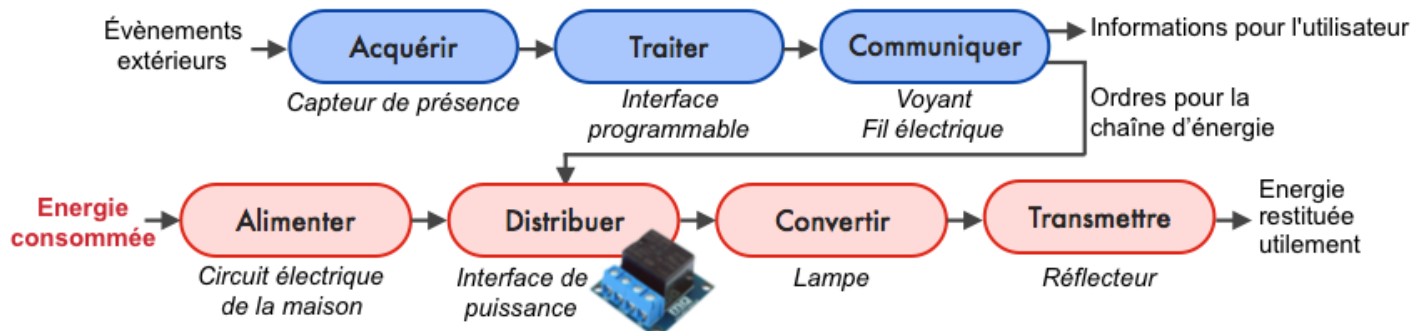 Évènements
extérieurs
Acquérir
Traiter
Communiquer
Informations pour l'utilisateur
Capteur de présence
Interface
programmable
Voyant
Fil électrique
Ordres pour la
chaîne d’énergie
Energie
consommée
Alimenter
Distribuer
Convertir
Transmettre
Energie
restituée
utilement
Circuit électrique
de la maison
Interface de
puissance
Lampe
Réflecteur